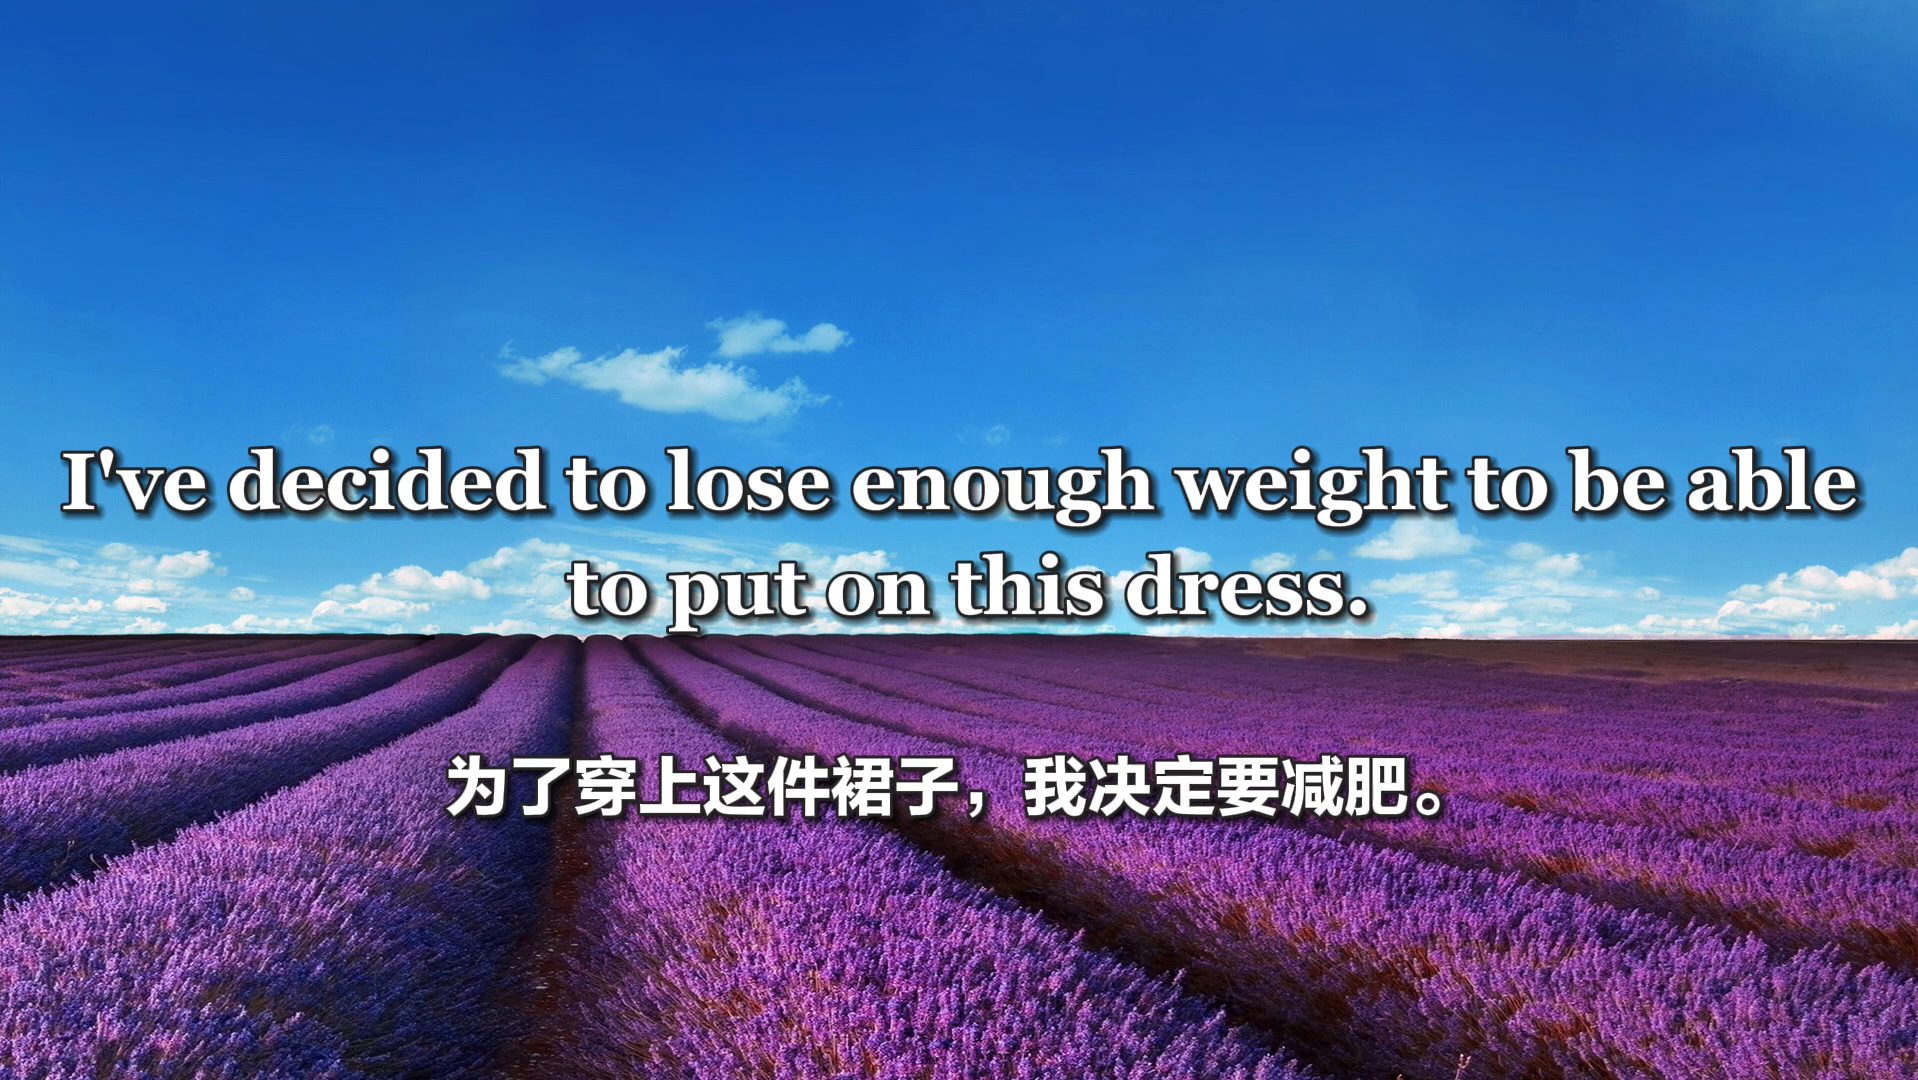 I've decided to lose enough weight to be able
to put on this dress.
为了穿上这件裙子，我决定要减肥。